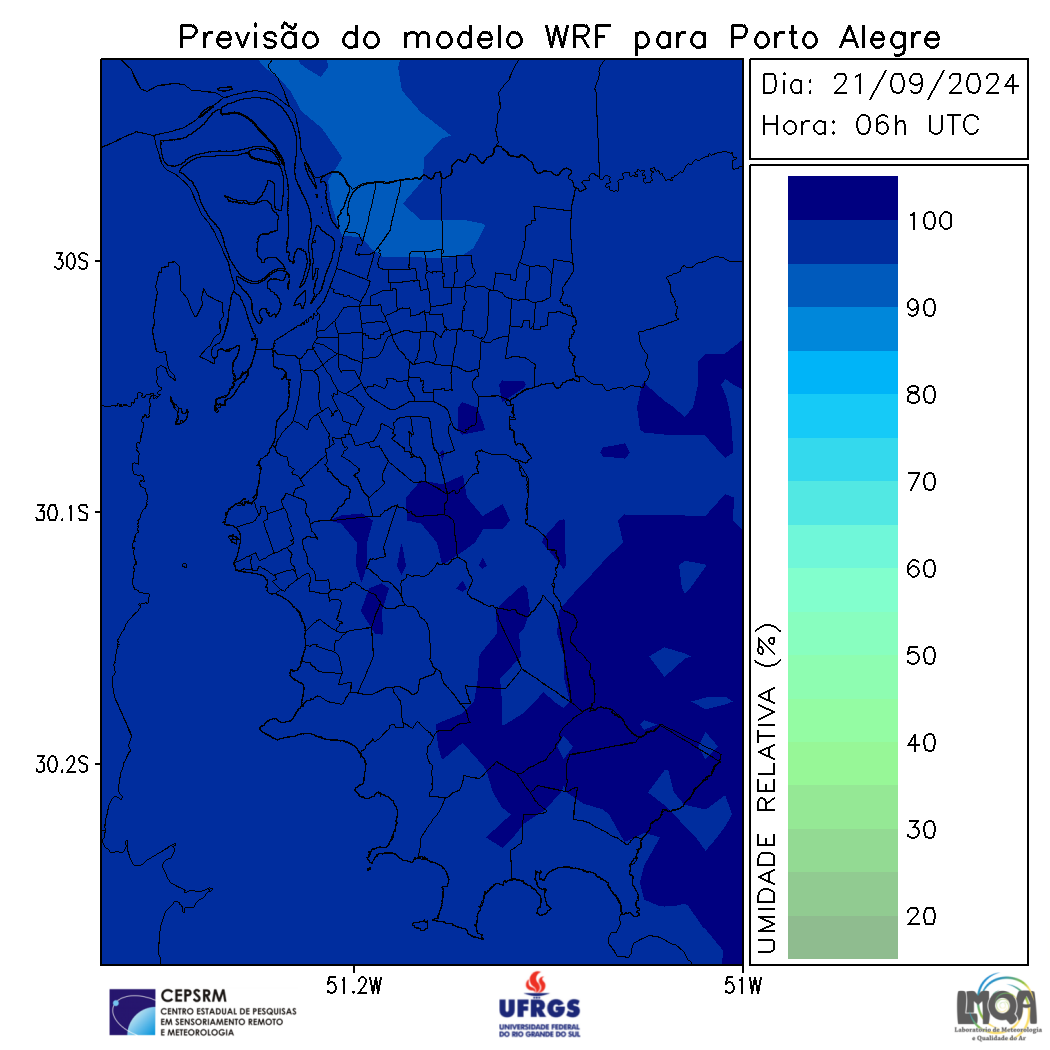 Previsão do modelo WRF para Porto Alegre
Dia: 21/09/2024
Hora: 06h UTC
30S
30.1S
30.2S
51.2W
51W
100
90
80
70
60
50
40
30
20
UMIDADE RELATIVA (%)
CEPSRM
CENTRO ESTADUAL DE PESQUISAS
EM SENSORIAMENTO REMOTO
E METEOROLOGIA
UFRGS
UNIVERSIDADE FEDERAL
DO RIO GRANDE DO SUL
LMQA
Laboratório de Meteorologia
e Qualidade do Ar